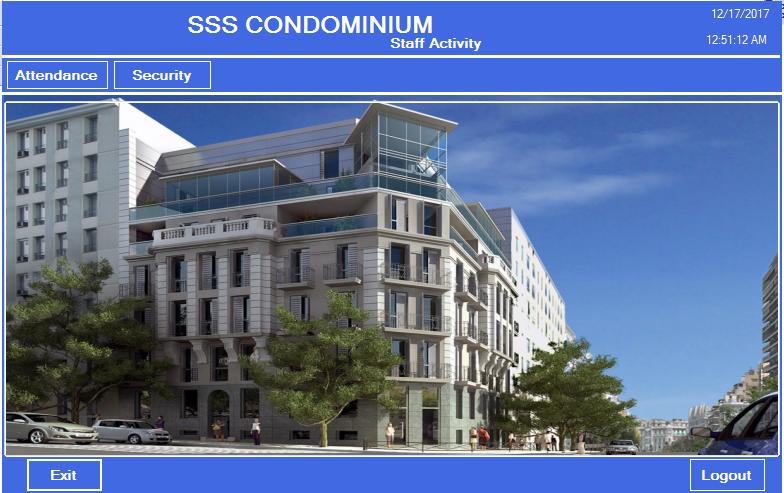 SSS CONDOMINIUM
Staff Activity
12/17/2017
12:51:12 AM
Attendance
Security
Exit
Logout